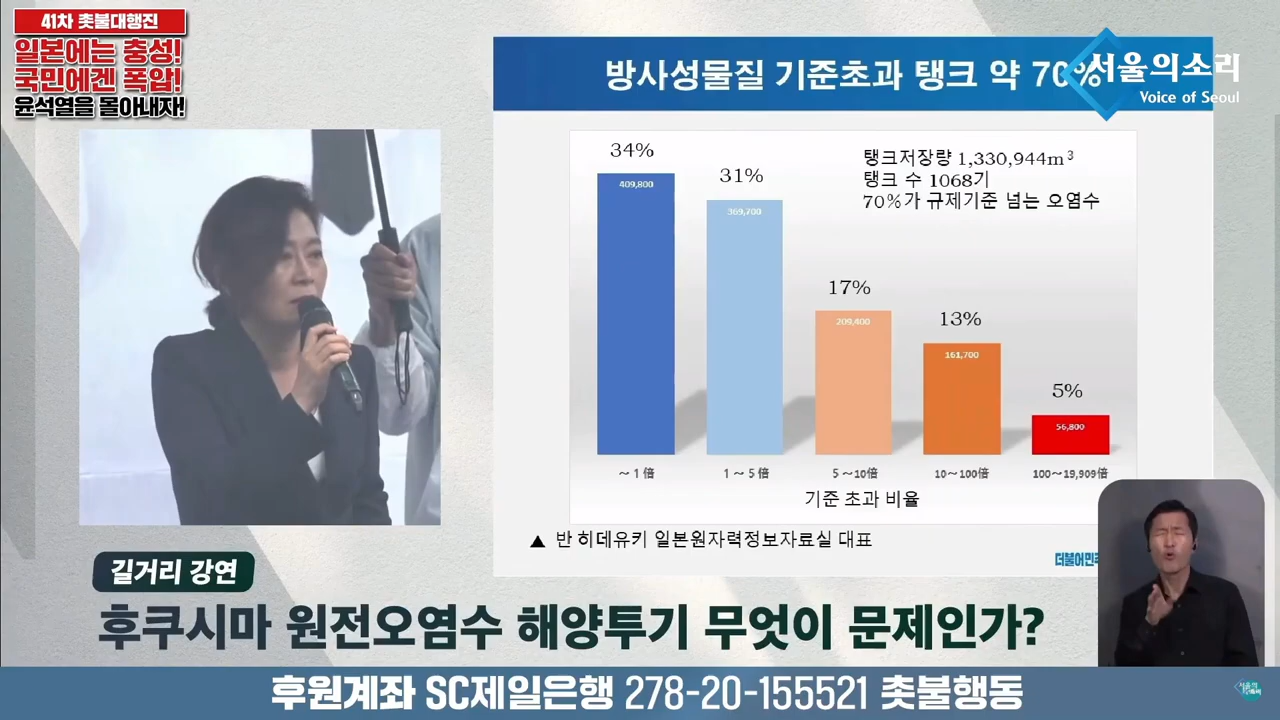 41차 촛불대행진
일본에는 충성!
국민에겐 폭압!
윤석열을 몰아내자!
방사성물질 기준초과 탱크 약 70%
서울의소리
Voice of Seoul
탱크저장량 1,330,944m³
탱크 수 1068기
70%가 규제기준 넘는 오염수
34%
31%
17%
13%
5%
409,800
369,700
209,400
161,700
56,800
～1倍
1～5倍
5～10倍
10～100倍
100～19,909倍
기준 초과 비율
▲ 반 히데유키 일본원자력정보자료실 대표
더불어민주
길거리 강연
후쿠시마 원전오염수 해양투기 무엇이 문제인가?
후원계좌 SC제일은행 278-20-155521 촛불행동